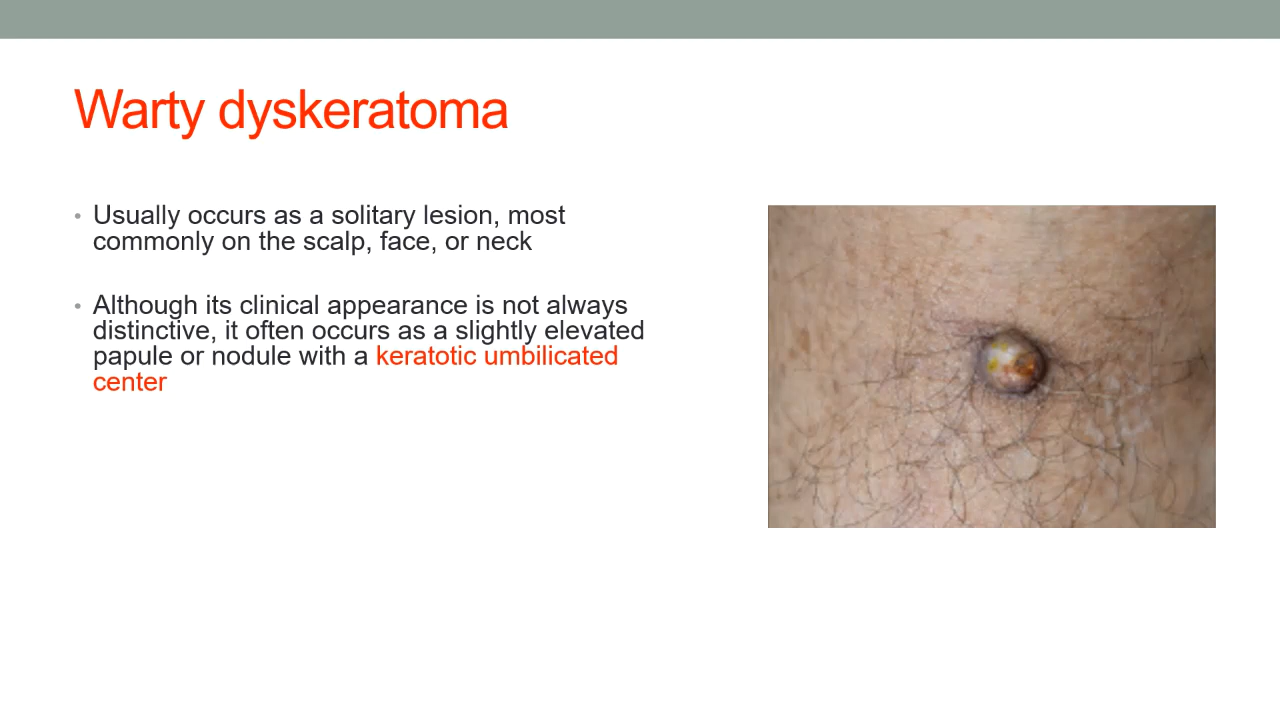 Warty dyskeratoma
• Usually occurs as a solitary lesion, most
commonly on the scalp, face, or neck
• Although its clinical appearance is not always
distinctive, it often occurs as a slightly elevated
papule or nodule with a keratotic umbilicated
center